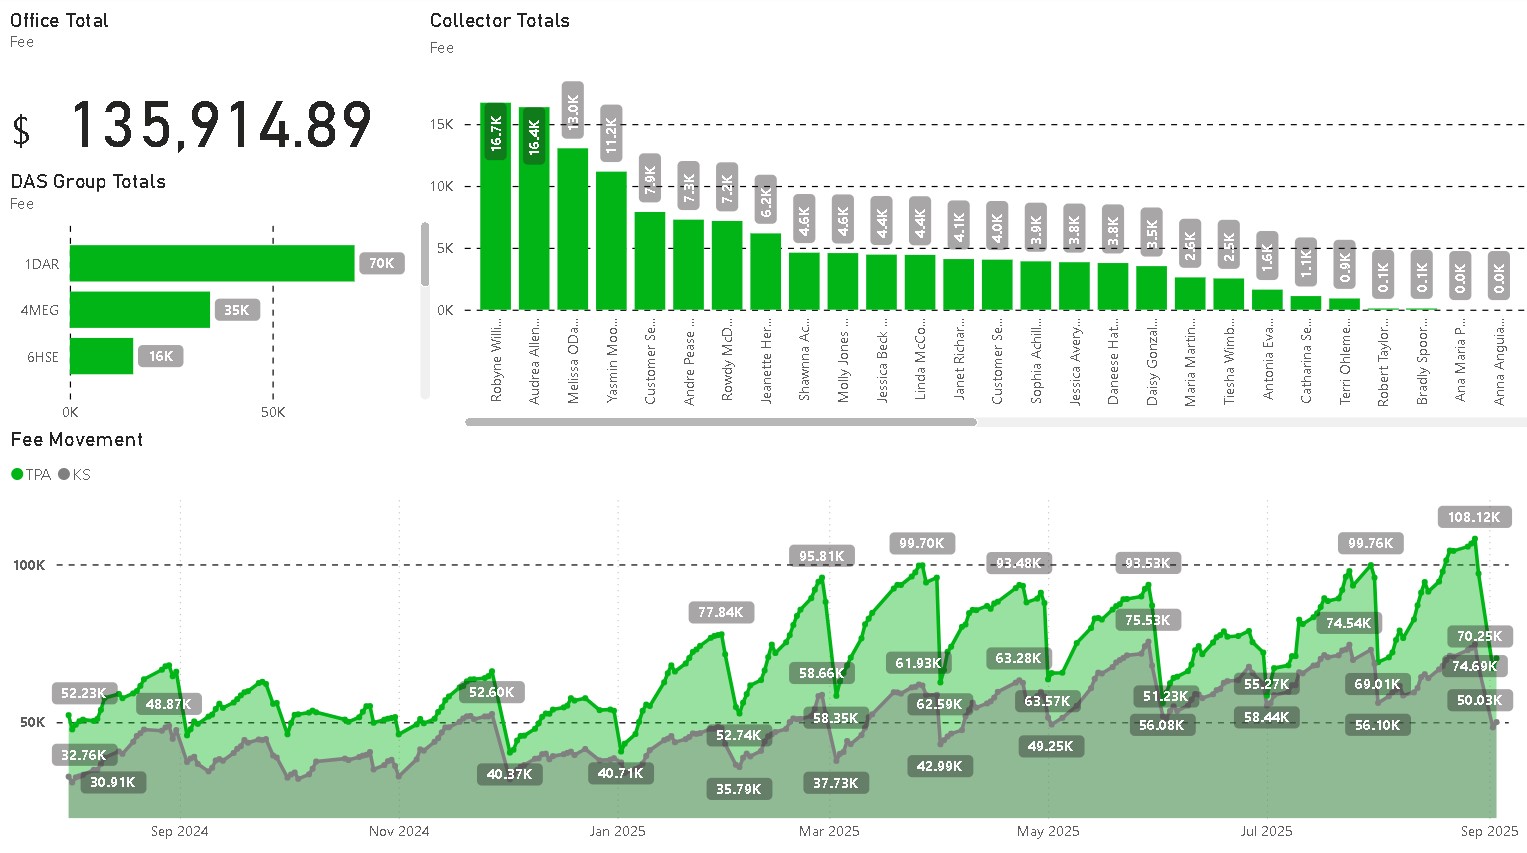 Office Total
Fee
$ 135,914.89
DAS Group Totals
Fee
1DAR 70K
4MEG 35K
6HSE 16K
0K 50K
Collector Totals
Fee
15K
10K
5K
0K
16.7K 16.4K 13.0K 11.2K 7.9K 7.3K 7.2K 6.2K 4.6K 4.6K 4.4K 4.4K 4.1K 4.0K 3.9K 3.8K 3.8K 3.5K 2.6K 2.5K 1.6K 1.1K 0.9K 0.1K 0.1K 0.0K 0.0K
Robyne Willi...
Audrea Allen...
Melissa ODa...
Yasmin Moo...
Customer Se...
Andre Pease ...
Rowdy McD...
Jeanette Her...
Shawnna Ac...
Molly Jones ...
Jessica Beck ...
Linda McCo...
Janet Richar...
Customer Se...
Sophia Achill...
Jessica Avery...
Daneese Hat...
Daisy Gonzal...
Maria Martin...
Tiesha Wimb...
Antonia Eva...
Catharina Se...
Terri Ohleme...
Robert Taylor...
Bradly Spoor...
Ana Maria P...
Anna Anguia...
Fee Movement
TPA KS
100K
50K
52.23K
32.76K
30.91K
48.87K
52.60K
40.37K
40.71K
77.84K
52.74K
35.79K
95.81K
58.66K
58.35K
37.73K
99.70K
61.93K
62.59K
42.99K
93.48K
63.28K
63.57K
49.25K
93.53K
75.53K
51.23K
56.08K
55.27K
58.44K
99.76K
74.54K
69.01K
56.10K
108.12K
70.25K
74.69K
50.03K
Sep 2024 Nov 2024 Jan 2025 Mar 2025 May 2025 Jul 2025 Sep 2025